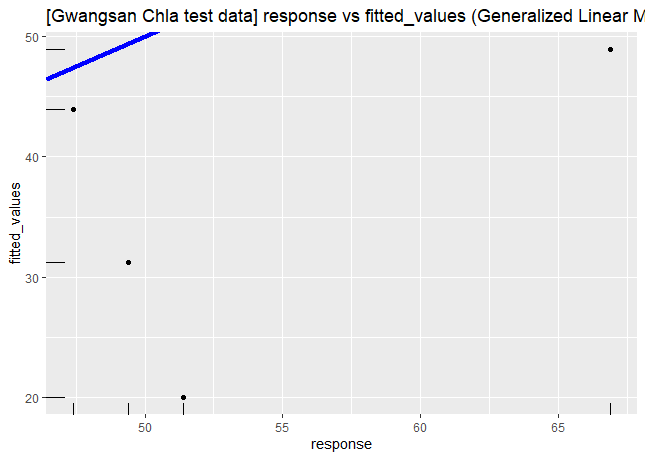 [Gwangsan Chla test data] response vs fitted_values (Generalized Linear M
50
40
30
20
fitted_values
50
55
60
65
response